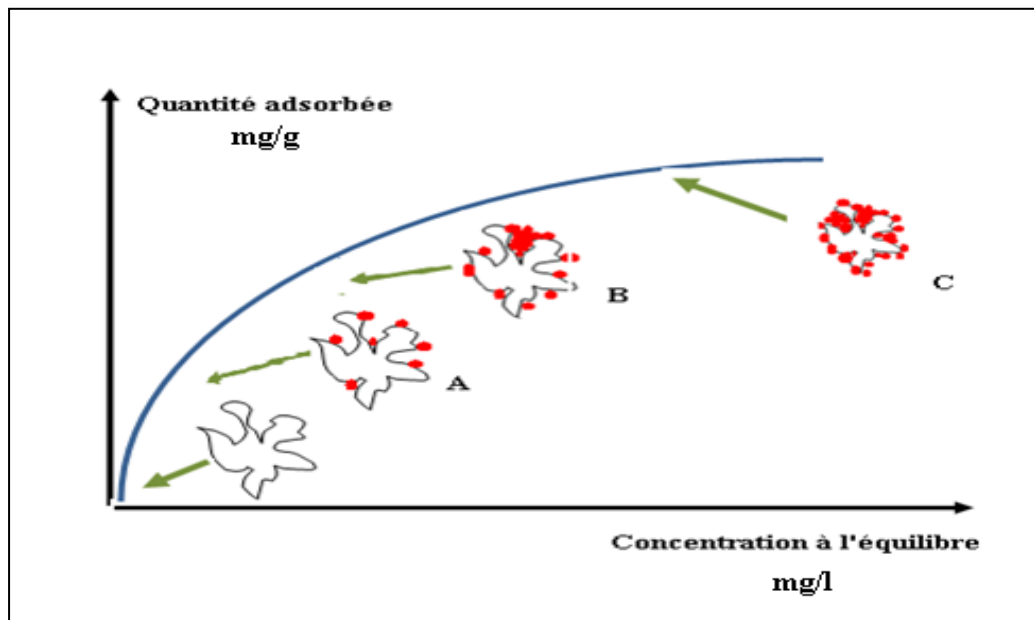 Quantité adsorbée
mg/g
C
B
A
Concentration à l'équilibre
mg/l